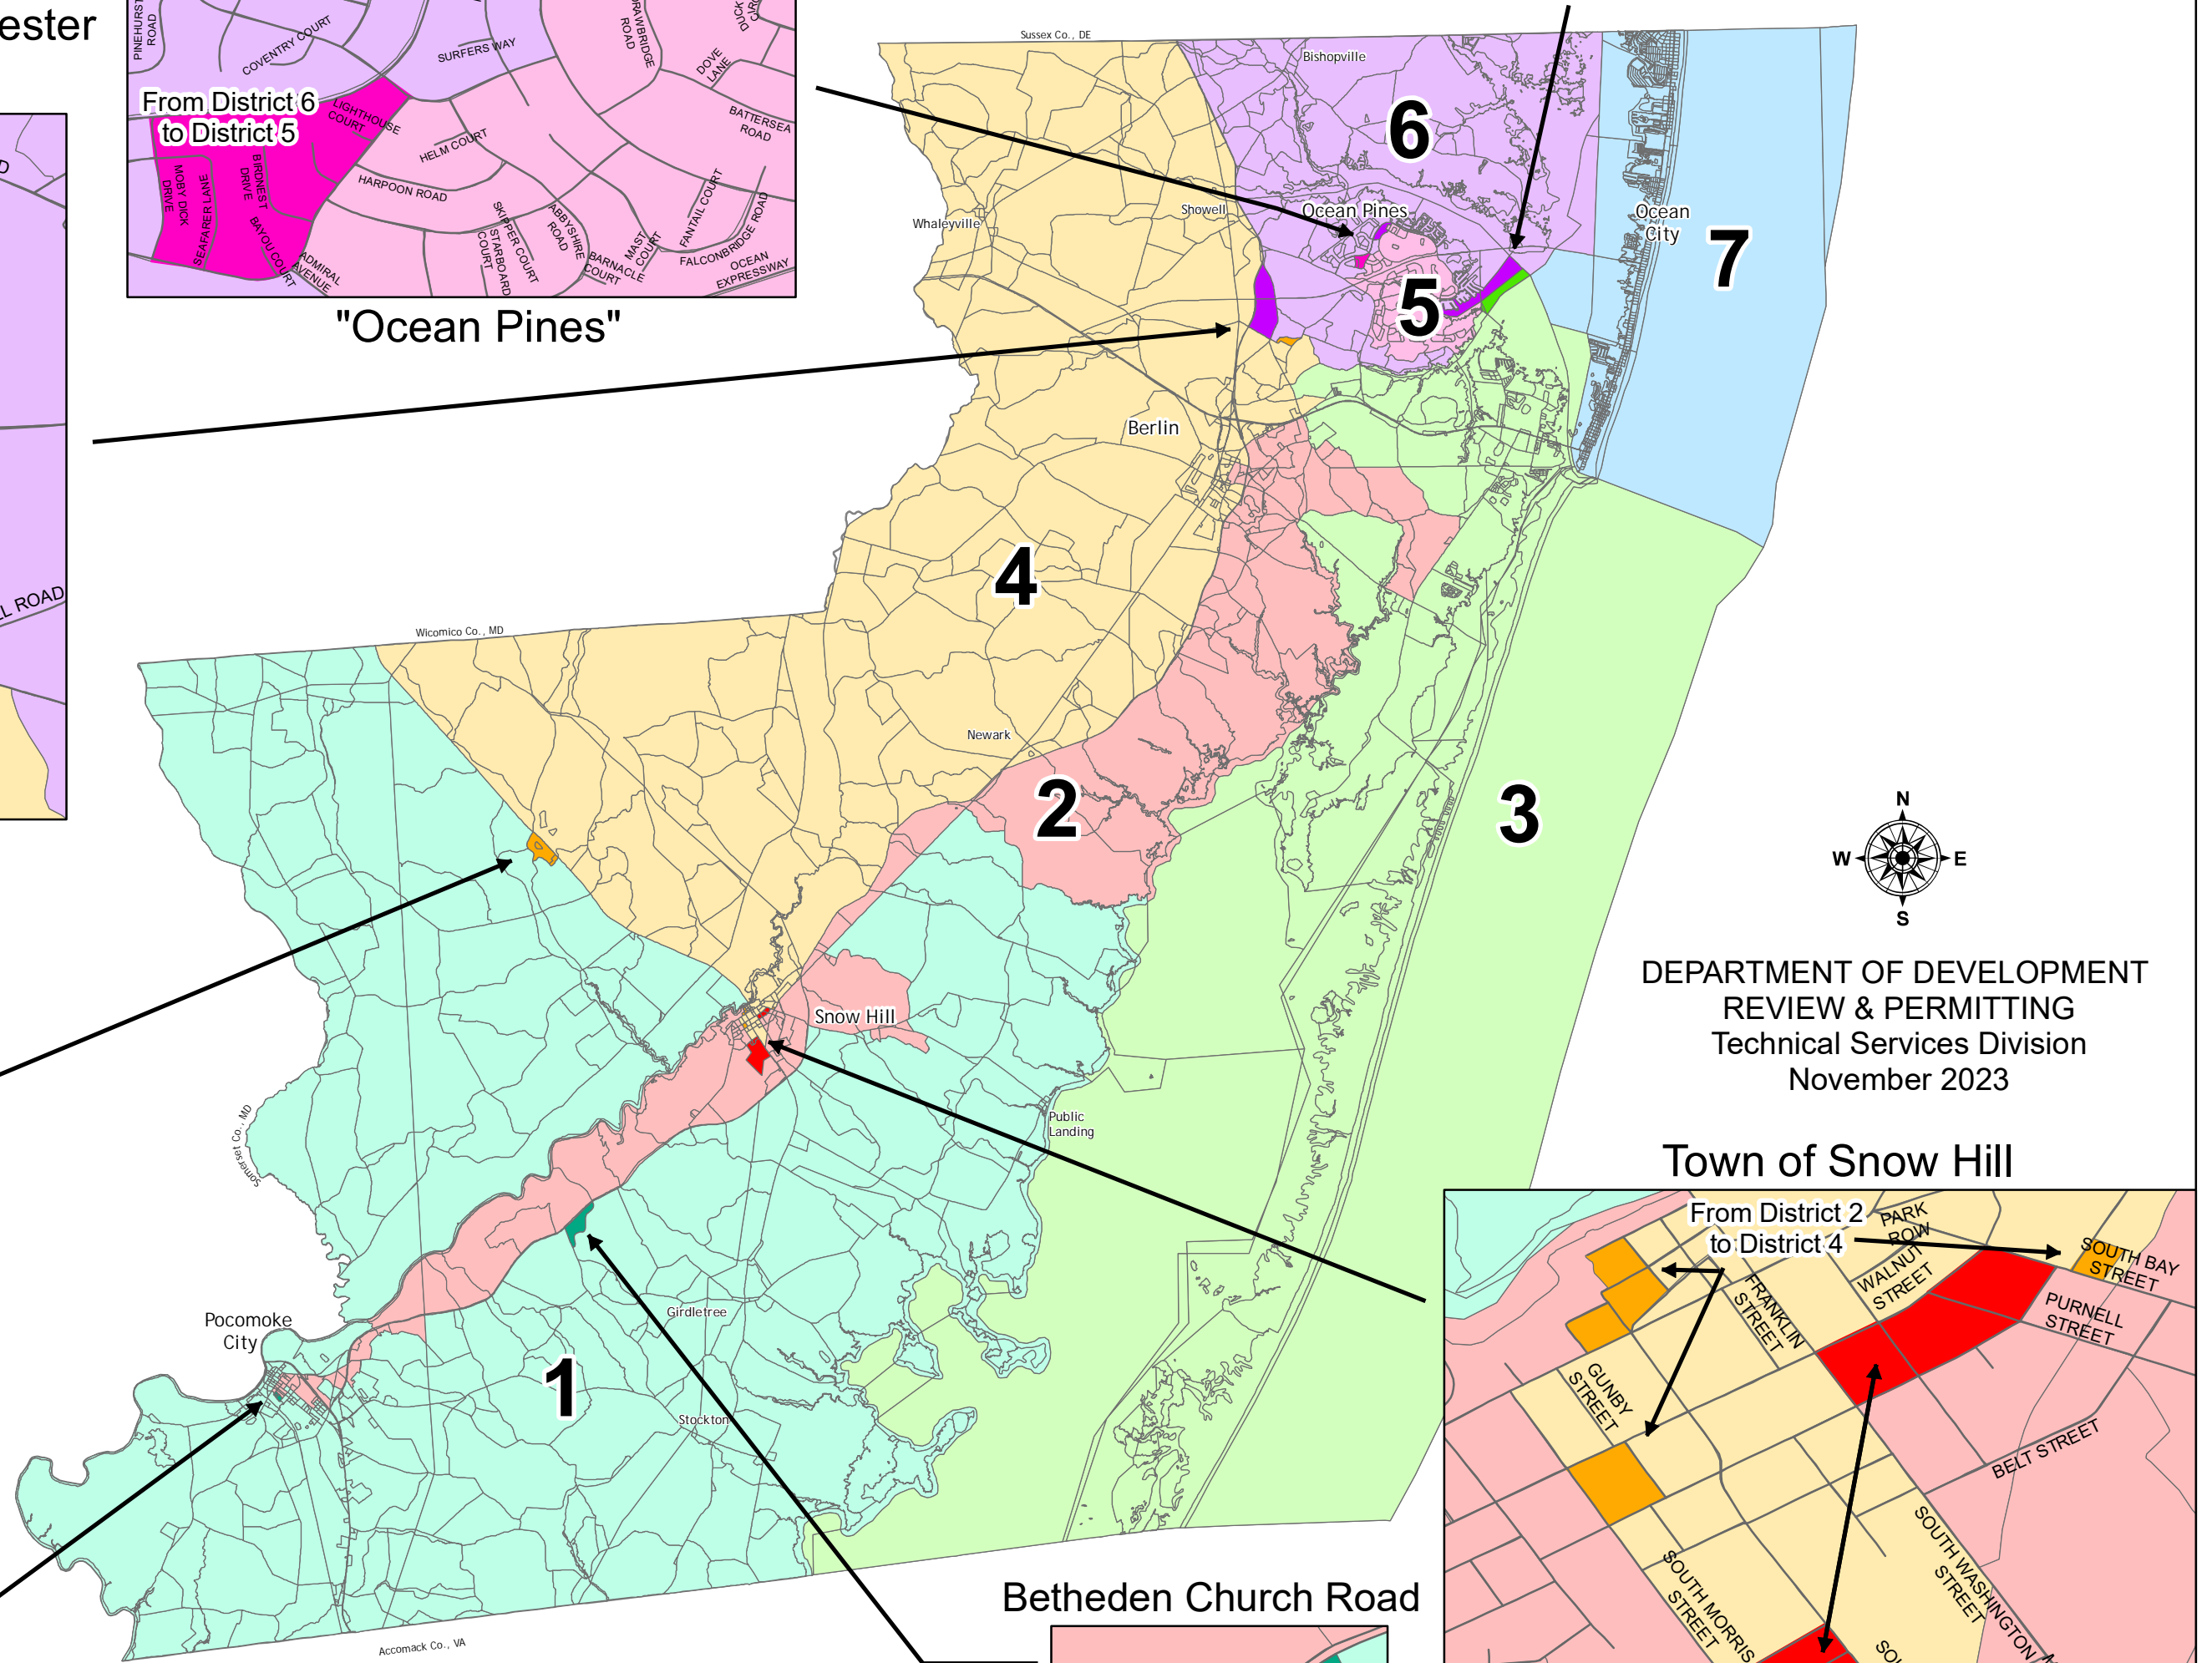 ester
PINEHURST
ROAD
COVENTRY COURT
SURFERS WAY
DRAWBRIDGE
ROAD
DOVE
LANE
DUCK
BATTERSEA
ROAD
From District 6
to District 5
LIGHTHOUSE
COURT
HELM COURT
HARPOON ROAD
MOBY DICK
DRIVE
SEAFARER LANE
BIRDNEST
DRIVE
BAYOU COURT
ADMIRAL
AVENUE
SKIPPER COURT
STARBOARD
COURT
ABBYSHIRE
ROAD
BARNACLE
COURT
MAST
COURT
FANTAIL COURT
FALCONBRIDGE ROAD
OCEAN
EXPRESSWAY
"Ocean Pines"
D
LL ROAD
Sussex Co., DE
Bishopville
6
Ocean
City
7
Whaleyville
Showell
Ocean Pines
5
Berlin
4
Wicomico Co., MD
Newark
2
3
N
W
E
S
DEPARTMENT OF DEVELOPMENT
REVIEW & PERMITTING
Technical Services Division
November 2023
Snow Hill
Public
Landing
Somerset Co., MD
Girdletree
Pocomoke
City
1
Stockton
Accomack Co., VA
Betheden Church Road
Town of Snow Hill
From District 2
to District 4
PARK
ROW
WALNUT
STREET
SOUTH BAY
STREET
FRANKLIN
STREET
PURNELL
STREET
GUNBY
STREET
BELT STREET
SOUTH WASHINGTON
STREET
SOUTH MORRIS
STREET